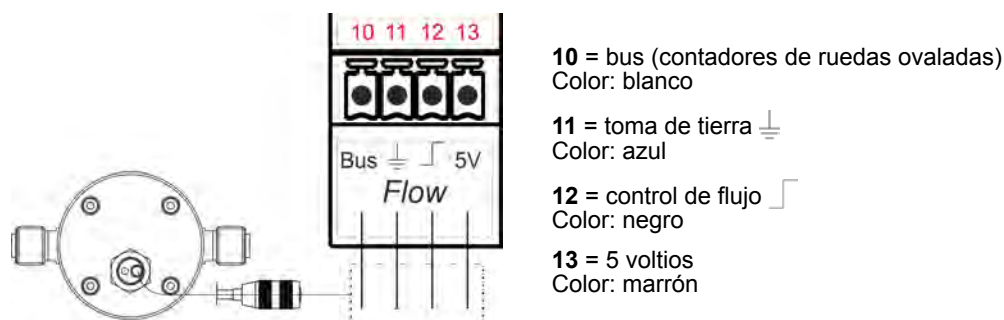 10 11 12 13
Bus ⏚ 5V
Flow
10 = bus (contadores de ruedas ovaladas)
Color: blanco
11 = toma de tierra ⏚
Color: azul
12 = control de flujo
Color: negro
13 = 5 voltios
Color: marrón